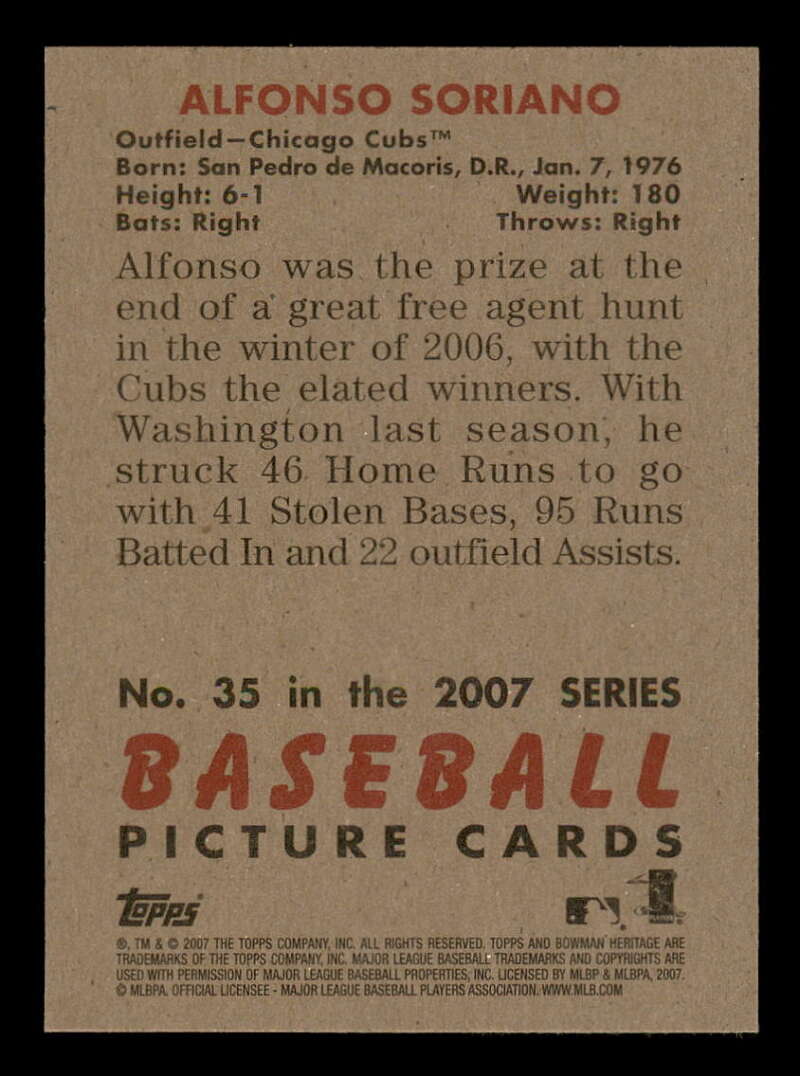 ALFONSO SORIANO
Outfield—Chicago Cubs™
Born: San Pedro de Macoris, D.R., Jan. 7, 1976
Height: 6-1 Weight: 180
Bats: Right Throws: Right
Alfonso was the prize at the
end of a great free agent hunt
in the winter of 2006, with the
Cubs the elated winners. With
Washington last season, he
struck 46 Home Runs to go
with 41 Stolen Bases, 95 Runs
Batted In and 22 outfield Assists.
No. 35 in the 2007 SERIES
BASEBALL
PICTURE CARDS
Topps
®, TM & © 2007 THE TOPPS COMPANY, INC. ALL RIGHTS RESERVED. TOPPS AND BOWMAN HERITAGE ARE
TRADEMARKS OF THE TOPPS COMPANY, INC. MAJOR LEAGUE BASEBALL TRADEMARKS AND COPYRIGHTS ARE
USED WITH PERMISSION OF MAJOR LEAGUE BASEBALL PROPERTIES, INC. LICENSED BY MLBP & MLBPA, 2007.
© MLBPA. OFFICIAL LICENSEE - MAJOR LEAGUE BASEBALL PLAYERS ASSOCIATION. WWW.MLB.COM